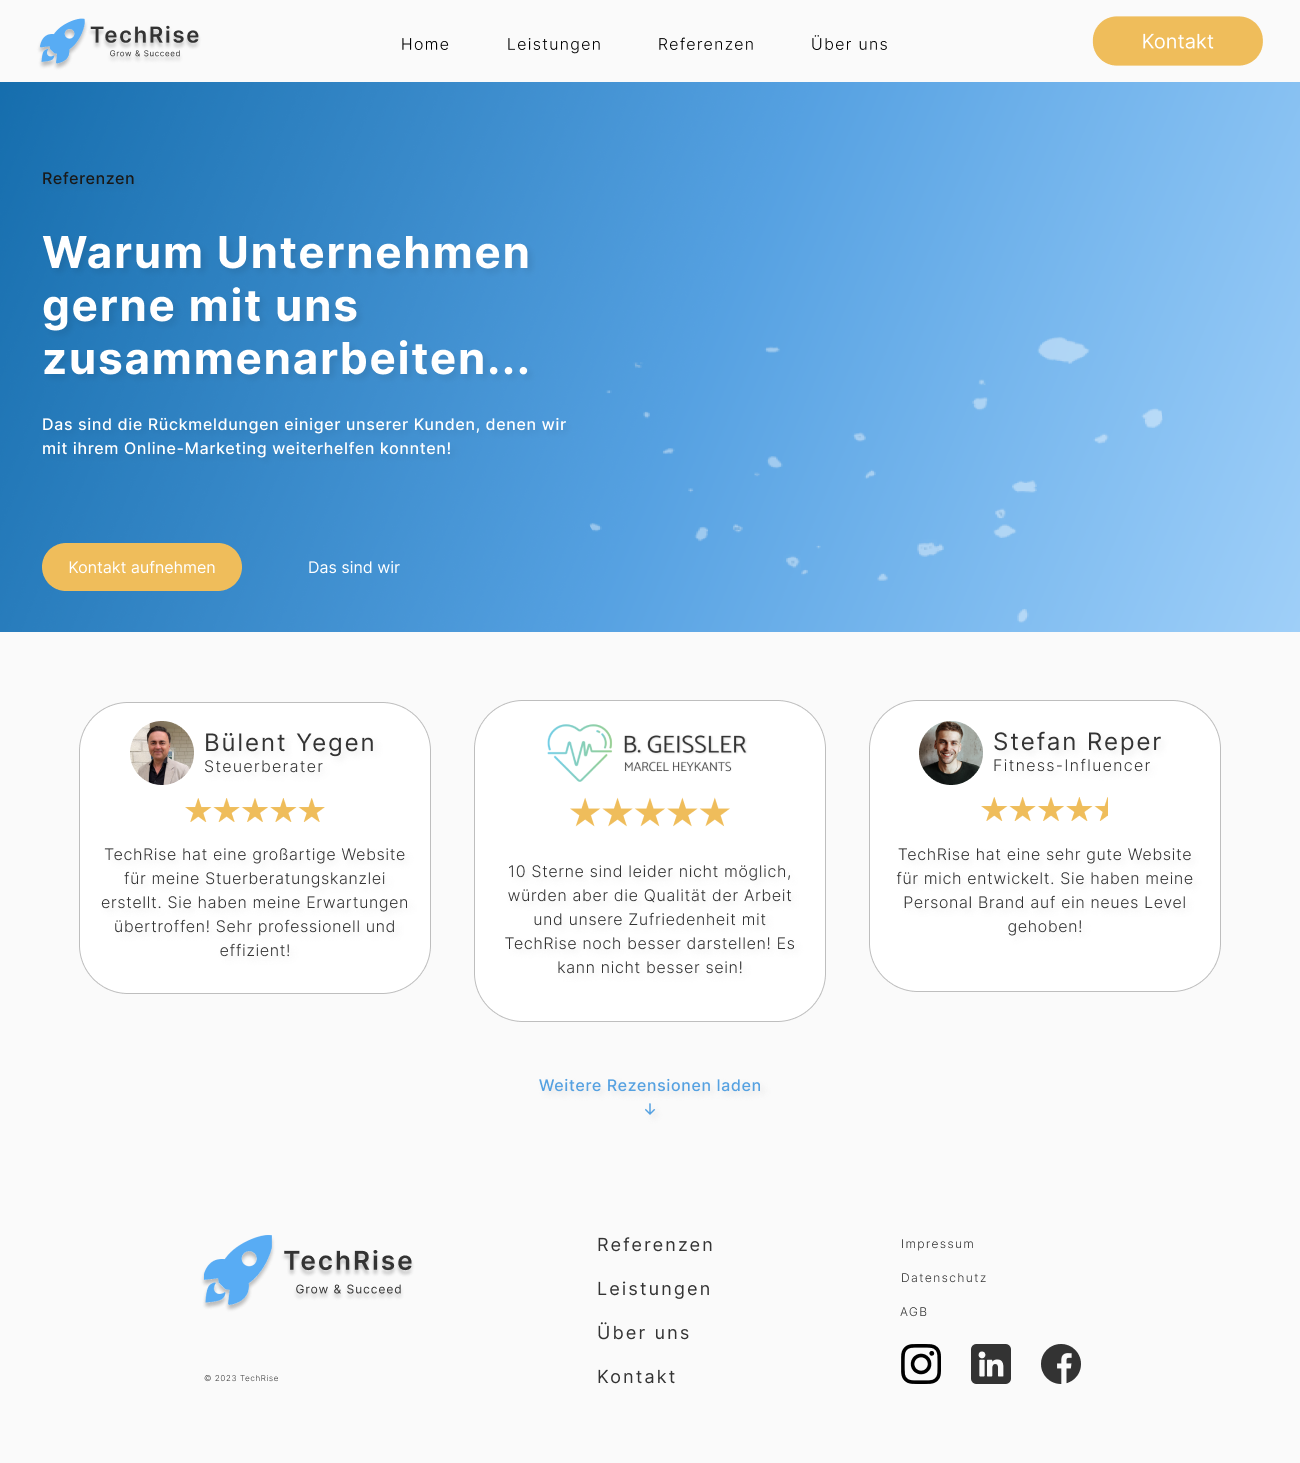 TechRise
Grow & Succeed
Home
Leistungen
Referenzen
Über uns
Kontakt
Referenzen
Warum Unternehmen
gerne mit uns
zusammenarbeiten...
Das sind die Rückmeldungen einiger unserer Kunden, denen wir
mit ihrem Online-Marketing weiterhelfen konnten!
Kontakt aufnehmen
Das sind wir
Bülent Yegen
Steuerberater
TechRise hat eine großartige Website
für meine Stuerberatungskanzlei
erstellt. Sie haben meine Erwartungen
übertroffen! Sehr professionell und
effizient!
B. GEISSLER
MARCEL HEYKANTS
10 Sterne sind leider nicht möglich,
würden aber die Qualität der Arbeit
und unsere Zufriedenheit mit
TechRise noch besser darstellen! Es
kann nicht besser sein!
Stefan Reper
Fitness-Influencer
TechRise hat eine sehr gute Website
für mich entwickelt. Sie haben meine
Personal Brand auf ein neues Level
gehoben!
Weitere Rezensionen laden
↓
TechRise
Grow & Succeed
© 2023 TechRise
Referenzen
Leistungen
Über uns
Kontakt
Impressum
Datenschutz
AGB